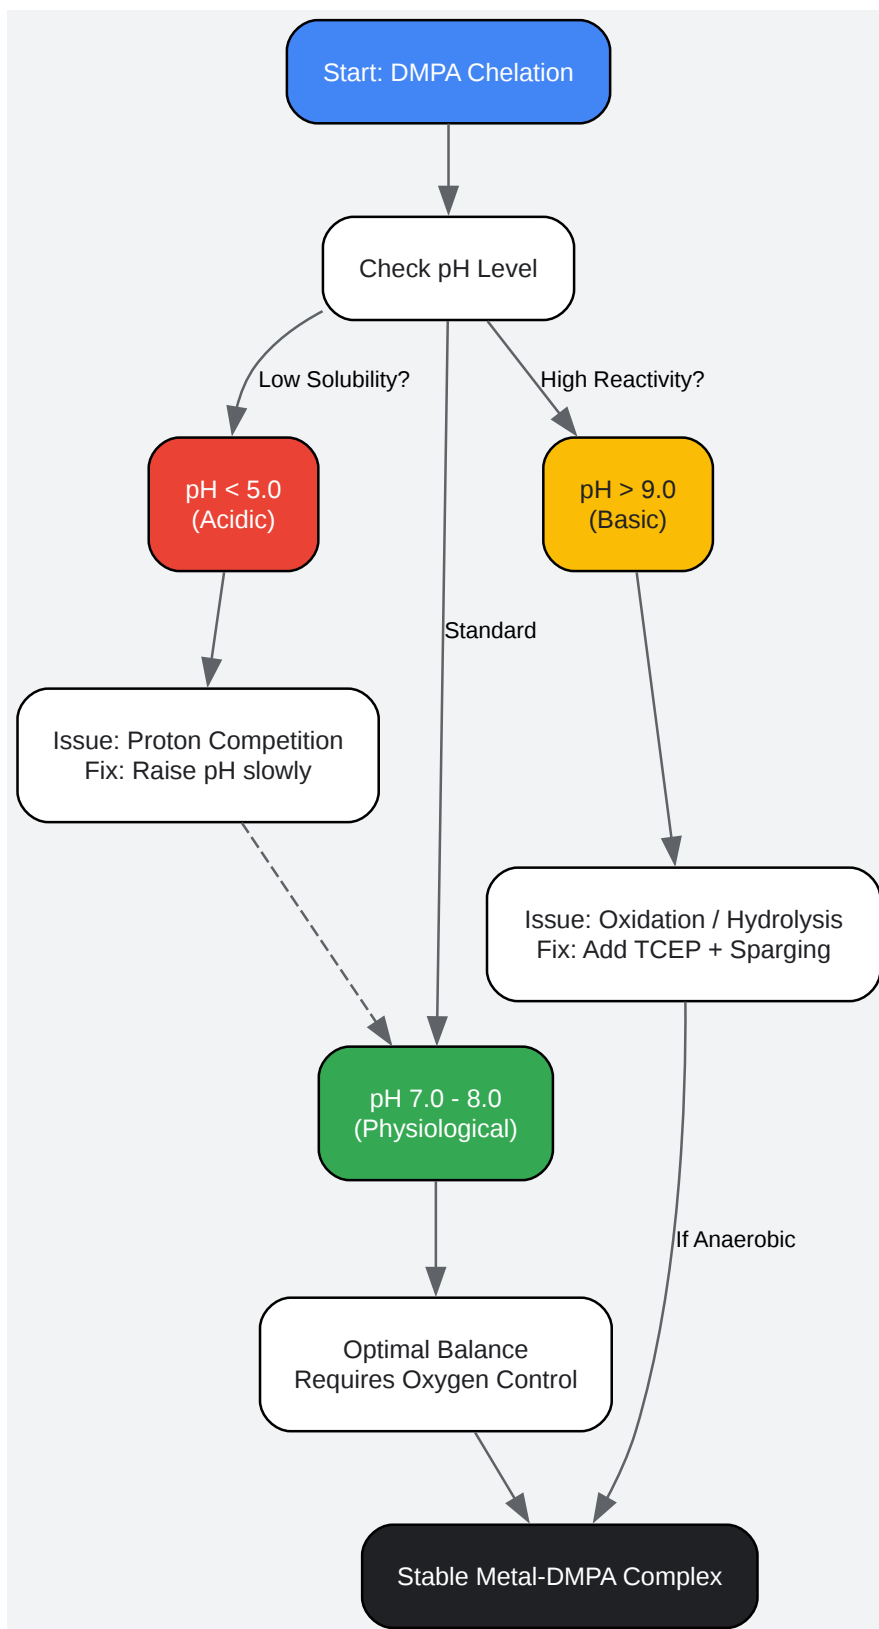 Start: DMPA Chelation
Check pH Level
Low Solubility?
High Reactivity?
pH < 5.0
(Acidic)
pH > 9.0
(Basic)
Standard
Issue: Proton Competition
Fix: Raise pH slowly
Issue: Oxidation / Hydrolysis
Fix: Add TCEP + Sparging
pH 7.0 - 8.0
(Physiological)
If Anaerobic
Optimal Balance
Requires Oxygen Control
Stable Metal-DMPA Complex